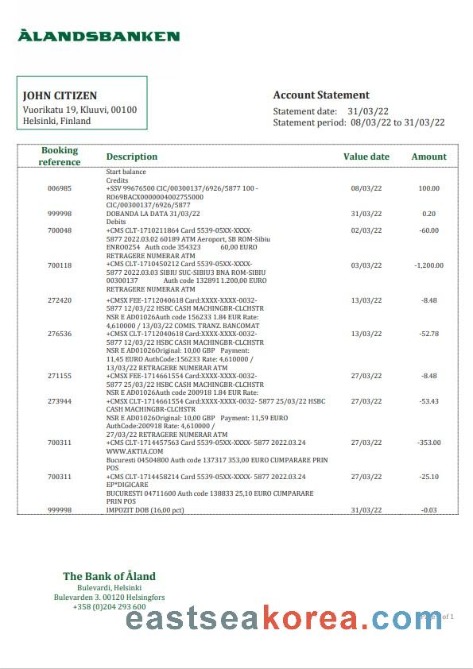 ÅLANDSBANKEN
JOHN CITIZEN
Vuorikatu 19, Kluuvi, 00100
Helsinki, Finland
Account Statement
Statement date: 31/03/22
Statement period: 08/03/22 to 31/03/22
Booking reference Description Value date Amount
Start balance
Credits
006985 +SSV 99676500 CIC/00300137/6926/5877 100 - 08/03/22 100.00
RO69BACX0000004002755000
CIC/00300137/6926/5877
999998 DOBANDA LA DATA 31/03/22 31/03/22 0.20
Debits
700048 +CMS CLT-1710211864 Card 5539-05XX-XXXX- 02/03/22 -60.00
5877 2022.03.02 60189 ATM Aeroport, SB ROM-Sibiu
ENRO0254 Auth code 354323 60,00 EURO
RETRAGERE NUMERAR ATM
700118 +CMS CLT-1710450212 Card 5539-05XX-XXXX- 03/03/22 -1,200.00
5877 2022.03.03 SIBIU SUC-SIBIU3 BNA ROM-SIBIU
00300137 Auth code 132891 1.200,00 EURO
RETRAGERE NUMERAR ATM
272420 +CMSX FEE-1712040618 Card:XXXX-XXXX-0032- 13/03/22 -8.48
5877 12/03/22 HSBC CASH MACHINGBR-CLCHSTR
NSR E AD01026Auth code 156233 1.84 EUR Rate:
4,610000 / 13/03/22 COMIS. TRANZ. BANCOMAT
276536 +CMSX CLT-1712040618 Card:XXXX-XXXX-0032- 13/03/22 -52.78
5877 12/03/22 HSBC CASH MACHINGBR-CLCHSTR
NSR E AD01026Original: 10,00 GBP Payment:
11,45 EURO AuthCode:156233 Rate: 4,610000 /
13/03/22 RETRAGERE NUMERAR ATM
271155 +CMSX FEE-1714661554 Card:XXXX-XXXX-0032- 27/03/22 -8.48
5877 25/03/22 HSBC CASH MACHINGBR-CLCHSTR
NSR E AD01026Auth code 200918 1.84 EUR Rate:
273944 +CMSX CLT-1714661554 Card:XXXX-XXXX-0032- 5877 25/03/22 HSBC 27/03/22 -53.43
CASH MACHINGBR-CLCHSTR
NSR E AD01026Original: 10,00 GBP Payment: 11,59 EURO
AuthCode:200918 Rate: 4,610000 /
27/03/22 RETRAGERE NUMERAR ATM
700311 +CMS CLT-1714457563 Card 5539-05XX-XXXX- 5877 2022.03.24 27/03/22 -353.00
WWW.AKTIA.COM
Bucuresti 04504800 Auth code 137317 353,00 EURO CUMPARARE PRIN
POS
700311 +CMS CLT-1714458214 Card 5539-05XX-XXXX- 5877 2022.03.24 27/03/22 -25.10
EP*DIGICARE
BUCURESTI 04711600 Auth code 138833 25,10 EURO CUMPARARE
PRIN POS
999998 IMPOZIT DOB (16,00 pct) 31/03/22 -0.03
The Bank of Åland
Bulevardi, Helsinki
Bulevarden 3. 00120 Helsingfors
+358 (0)204 293 600
eastseakorea.com
of 1